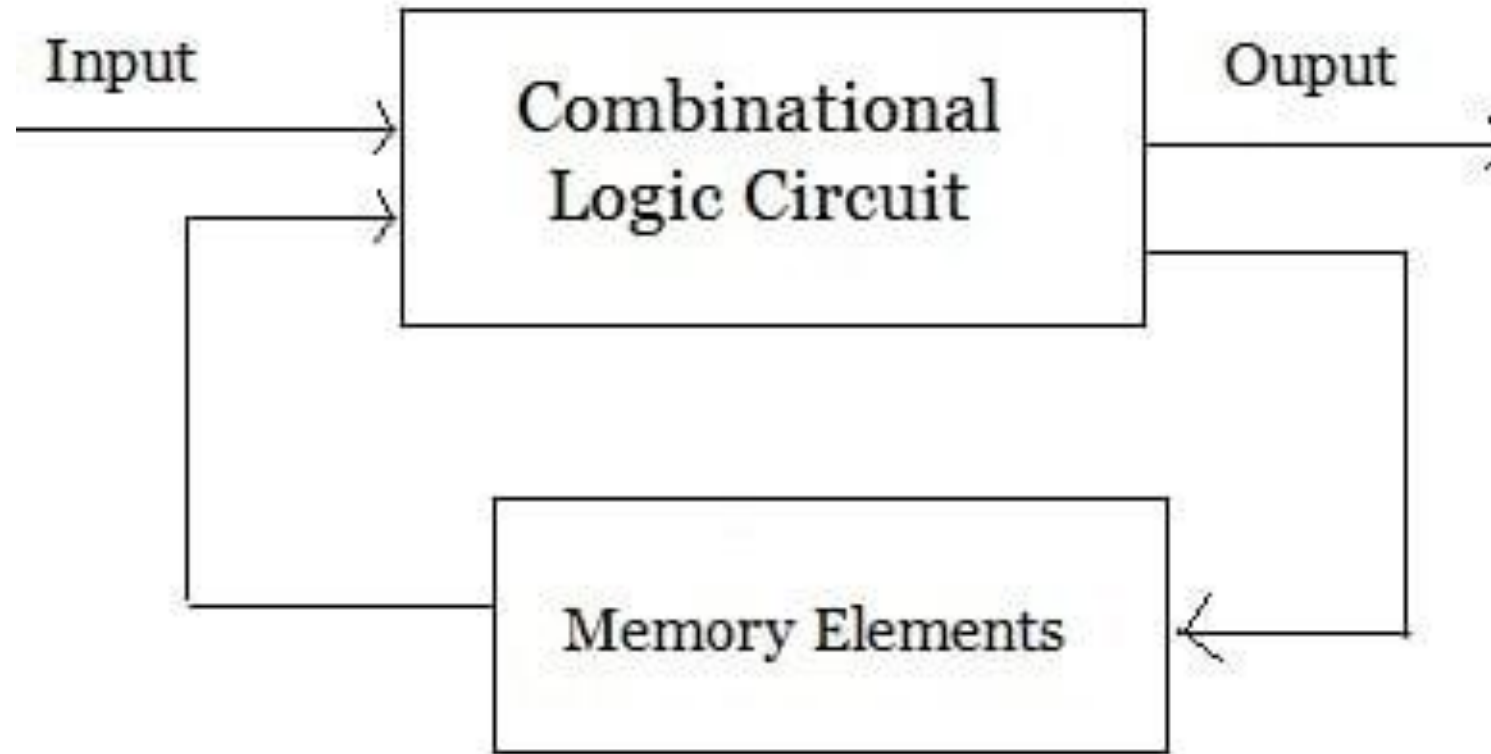 Input
Combinational
Logic Circuit
Ouput
Memory Elements